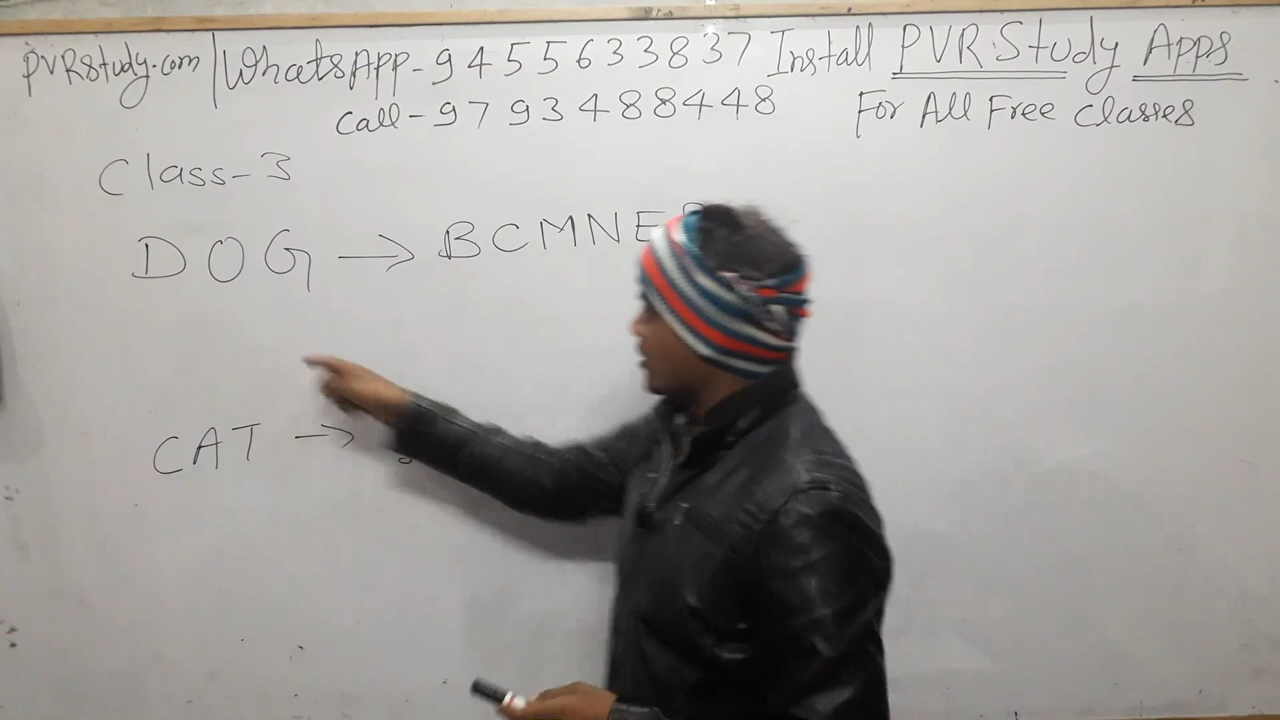 PVRstudy.com | WhatsApp-9455633837 Install PVR Study Apps
Call-9793488448 For All Free Classes
Class-3
DOG → BCMNE
CAT →